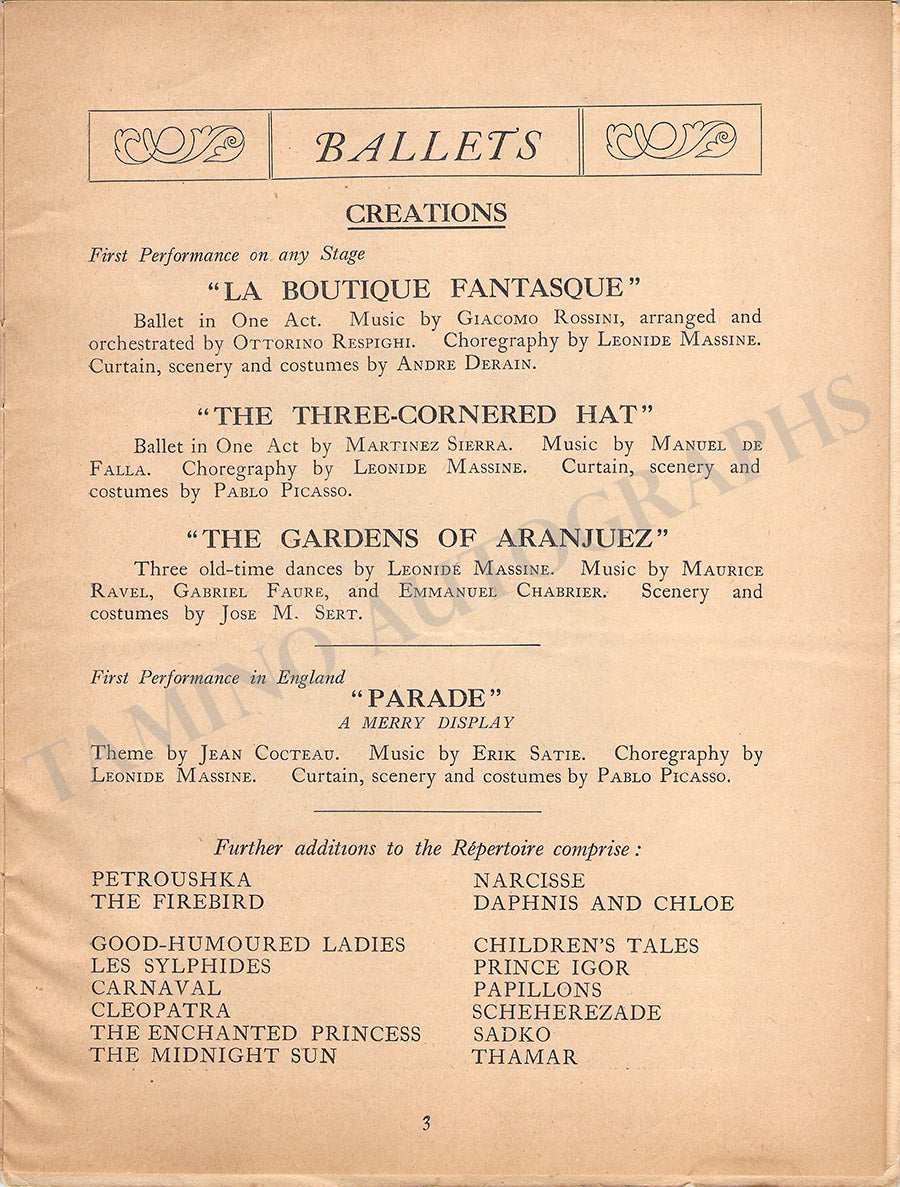 BALLETS
CREATIONS
First Performance on any Stage
“LA BOUTIQUE FANTASQUE”
Ballet in One Act. Music by GIACOMO ROSSINI, arranged and
orchestrated by OTTORINO RESPIGHI. Choregraphy by LEONIDE MASSINE.
Curtain, scenery and costumes by ANDRE DERAIN.
“THE THREE-CORNERED HAT”
Ballet in One Act by MARTINEZ SIERRA. Music by MANUEL DE
FALLA. Choregraphy by LEONIDE MASSINE. Curtain, scenery and
costumes by PABLO PICASSO.
“THE GARDENS OF ARANJUEZ”
Three old-time dances by LEONIDE MASSINE. Music by MAURICE
RAVEL, GABRIEL FAURE, and EMMANUEL CHABRIER. Scenery and
costumes by JOSE M. SERT.
First Performance in England
“PARADE”
A MERRY DISPLAY
Theme by JEAN COCTEAU. Music by ERIK SATIE. Choregraphy by
LEONIDE MASSINE. Curtain, scenery and costumes by PABLO PICASSO.
Further additions to the Répertoire comprise :
PETROUSHKA
THE FIREBIRD
GOOD-HUMOURED LADIES
LES SYLPHIDES
CARNAVAL
CLEOPATRA
THE ENCHANTED PRINCESS
THE MIDNIGHT SUN
NARCISSE
DAPHNIS AND CHLOE
CHILDREN'S TALES
PRINCE IGOR
PAPILLONS
SCHEHEREZADE
SADKO
THAMAR
3
TAMINO AUTOGRAPHS